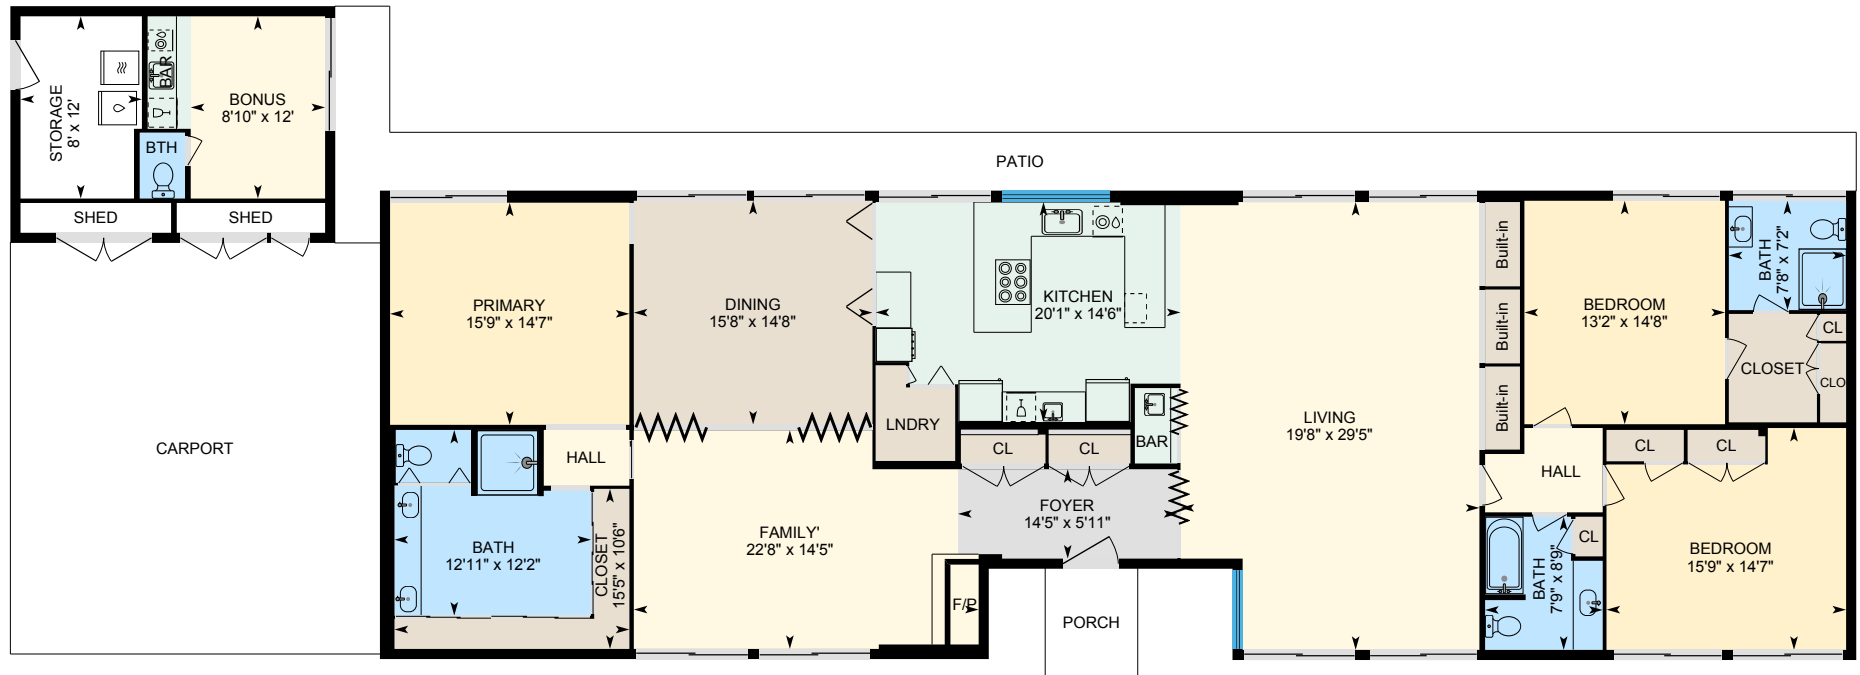 STORAGE
8' x 12'
BAR
BONUS
8'10" x 12'
BTH
SHED
SHED
PATIO
CARPORT
PRIMARY
15'9" x 14'7"
DINING
15'8" x 14'8"
KITCHEN
20'1" x 14'6"
LNDRY
BAR
CL
CL
FOYER
14'5" x 5'11"
HALL
BATH
12'11" x 12'2"
CLOSET
15'5" x 10'6"
FAMILY'
22'8" x 14'5"
F/P
PORCH
LIVING
19'8" x 29'5"
Built-in
Built-in
Built-in
BEDROOM
13'2" x 14'8"
BATH
7'8" x 7'2"
CLOSET
CL
CLO
HALL
CL
CL
BATH
7'9" x 8'9"
CL
BEDROOM
15'9" x 14'7"